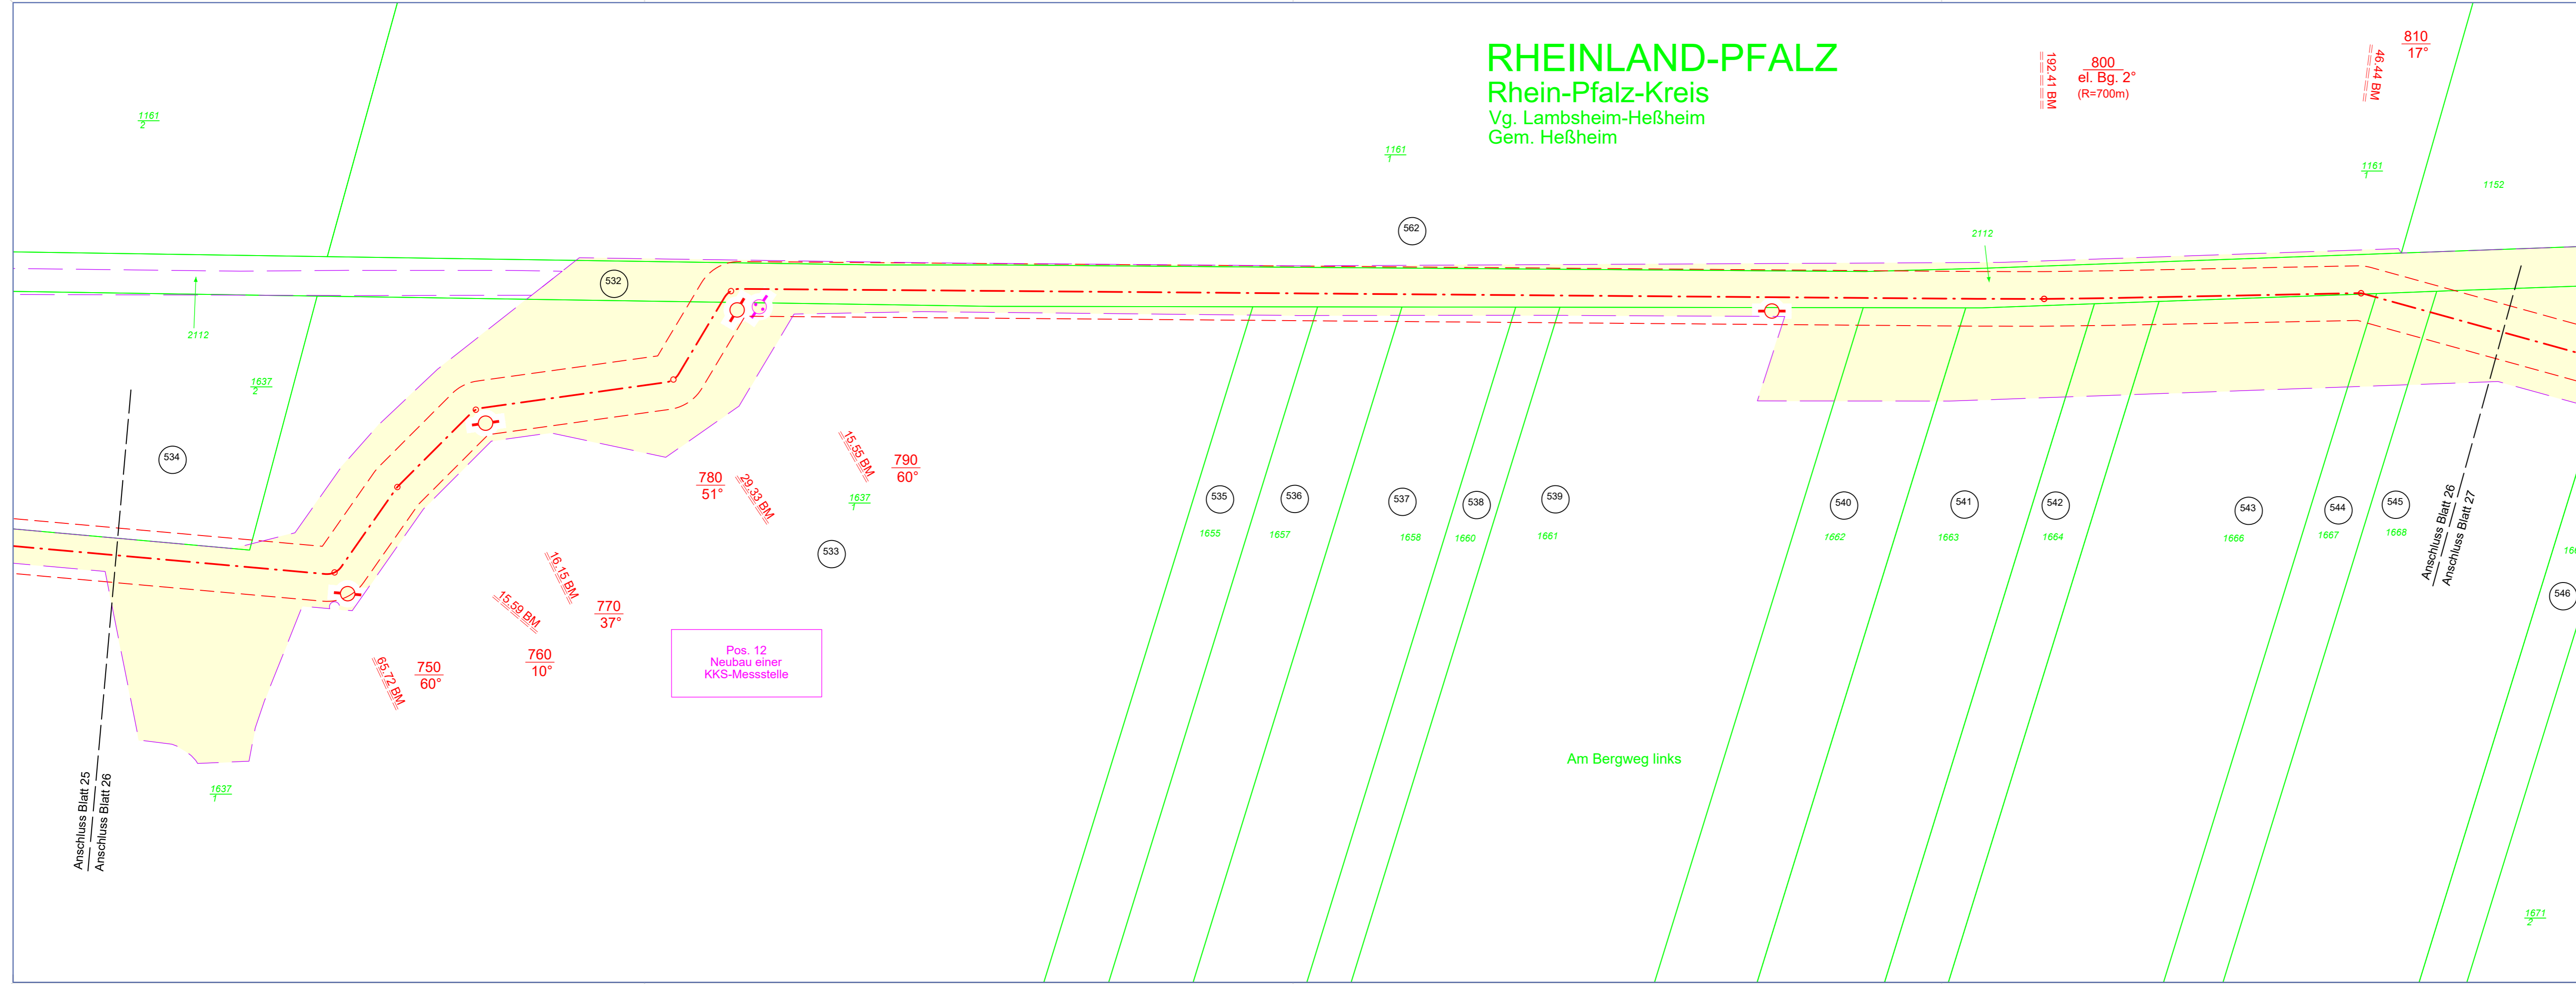 RHEINLAND-PFALZ
Rhein-Pfalz-Kreis
Vg. Lambsheim-Heßheim
Gem. Heßheim
192.41 BM
800
el. Bg. 2°
(R=700m)
46.44 BM
810
17°
1161
2
1161
1
1161
1
1152
562
2112
532
2112
1637
2
534
15.55 BM
790
60°
780
51°
29.33 BM
1637
1
533
535
536
537
538
539
540
541
542
543
544
545
1655
1657
1658
1660
1661
1662
1663
1664
1666
1667
1668
Anschluss Blatt 26
Anschluss Blatt 27
546
16.15 BM
15.59 BM
770
37°
760
10°
65.72 BM
750
60°
Pos. 12
Neubau einer
KKS-Messstelle
Am Bergweg links
Anschluss Blatt 25
Anschluss Blatt 26
1637
1
1671
2